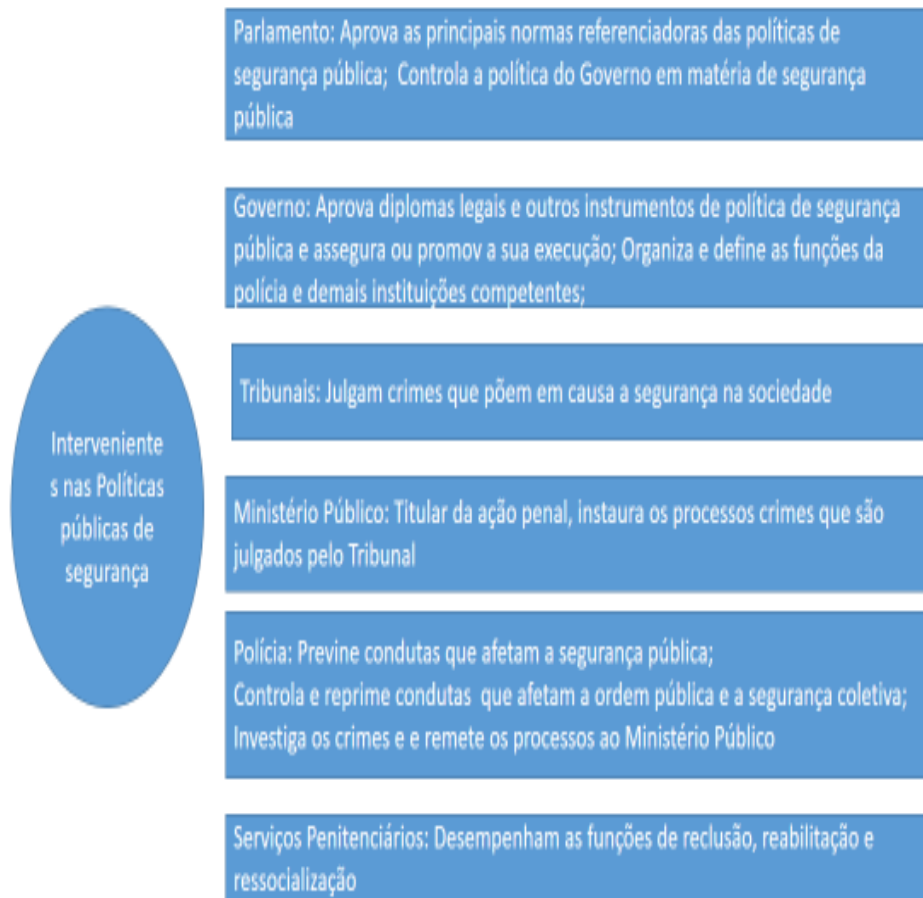 Parlamento: Aprova as principais normas referenciadoras das políticas de
segurança pública;  Controla a política do Governo em matéria de segurança
pública
Governo: Aprova diplomas legais e outros instrumentos de política de segurança
pública e assegura ou promov a sua execução; Organiza e define as funções da
polícia e demais instituições competentes;
Tribunais: Julgam crimes que põem em causa a segurança na sociedade
Interveniente
s nas Políticas
públicas de
segurança
Ministério Público: Titular da ação penal, instaura os processos crimes que são
julgados pelo Tribunal
Polícia: Previne condutas que afetam a segurança pública;
Controla e reprime condutas  que afetam a ordem pública e a segurança coletiva;
Investiga os crimes e e remete os processos ao Ministério Público
Serviços Penitenciários: Desempenham as funções de reclusão, reabilitação e
ressocialização